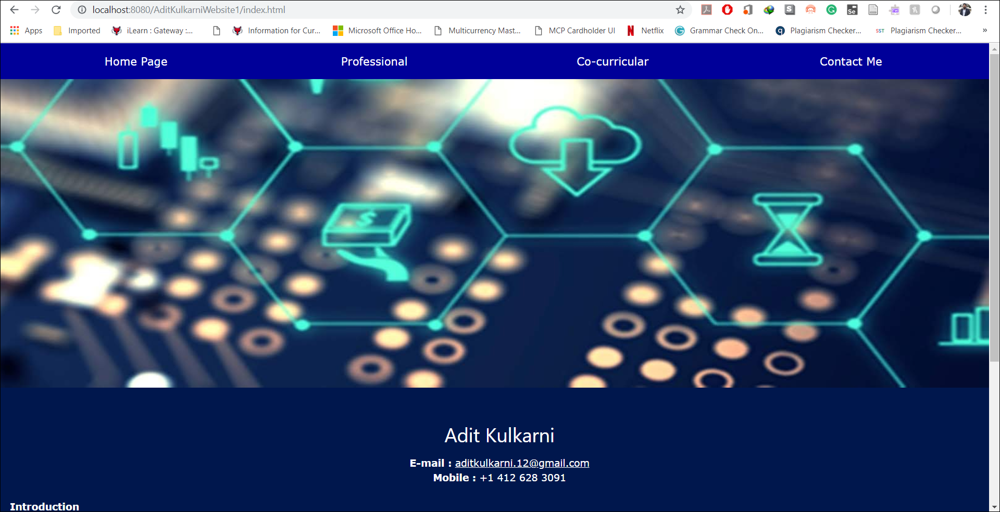 localhost:8080/AditKulkarniWebsite1/index.html
Apps Imported iLearn : Gateway :... Information for Cur... Microsoft Office Ho... Multicurrency Mast... MCP Cardholder UI Netflix Grammar Check On... Plagiarism Checker... SST Plagiarism Checker... »
Home Page Professional Co-curricular Contact Me
$
Adit Kulkarni
E-mail : aditkulkarni.12@gmail.com
Mobile : +1 412 628 3091
Introduction